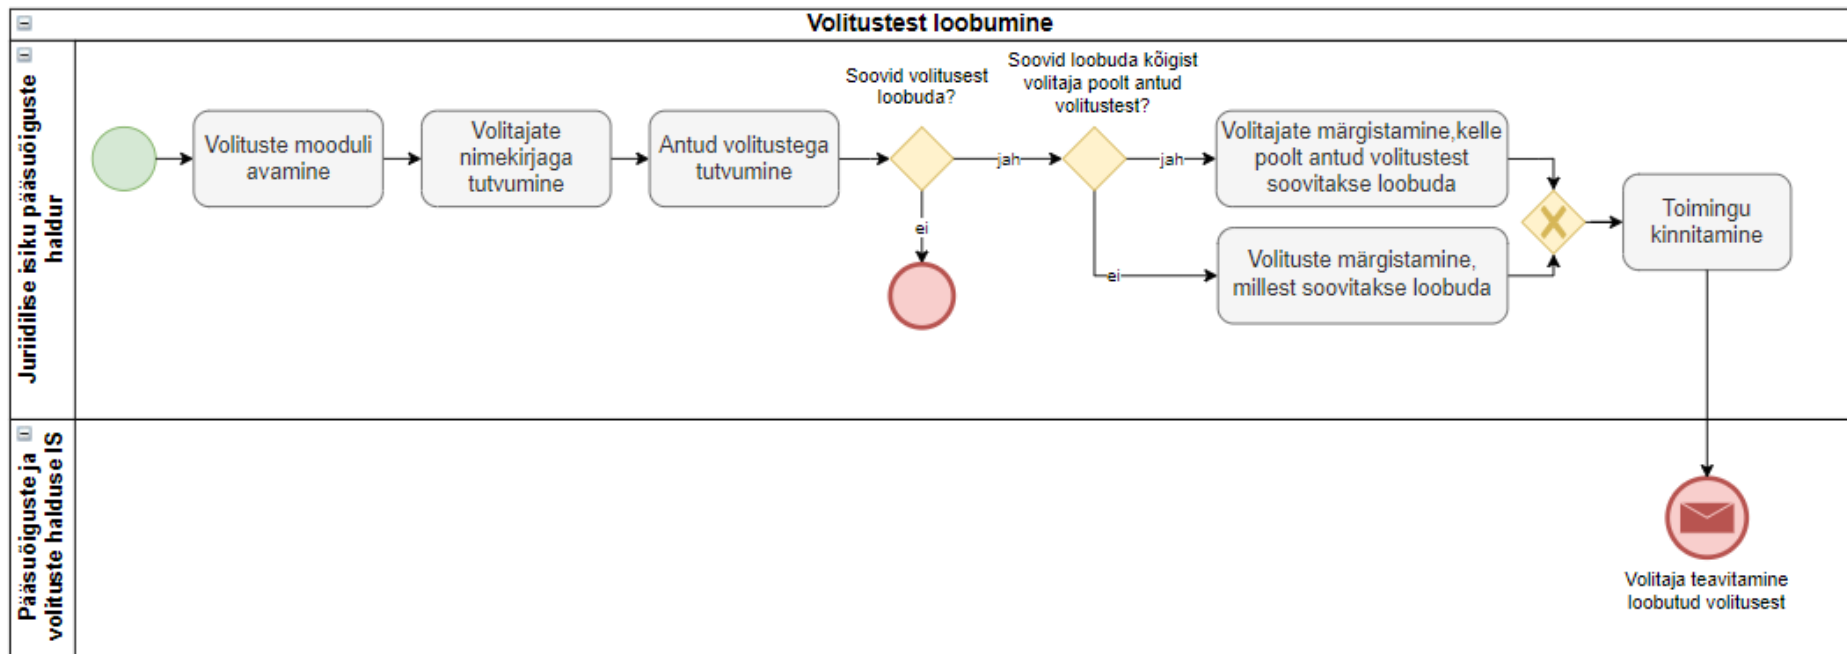 Volitustest loobumine
Juriidilise isiku pääsuõiguste
haldur
Volituste mooduli
avamine
Volitajate
nimekirjaga
tutvumine
Antud volitustega
tutvumine
Soovid volitusest
loobuda?
jah
ei
Soovid loobuda kõigist
volitaja poolt antud
volitustest?
jah
ei
Volitajate märgistamine,kelle
poolt antud volitustest
soovitakse loobuda
Volituste märgistamine,
millest soovitakse loobuda
Toimingu
kinnitamine
Pääsuõiguste ja
volituste halduse IS
Volitaja teavitamine
loobutud volitusest